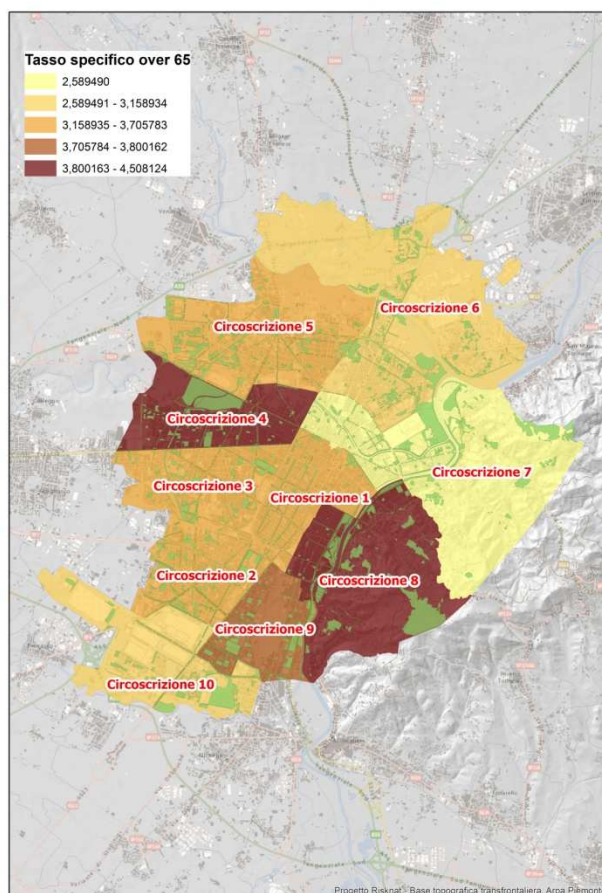 Tasso specifico over 65
2,589490
2,589491 - 3,158934
3,158935 - 3,705783
3,705784 - 3,800162
3,800163 - 4,508124
Circoscrizione 6
Circoscrizione 5
Circoscrizione 4
Circoscrizione 7
Circoscrizione 3
Circoscrizione 1
Circoscrizione 2
Circoscrizione 8
Circoscrizione 9
Circoscrizione 10
Progetto Risknat - Base topografica transfrontaliera, Arpa Piemonte